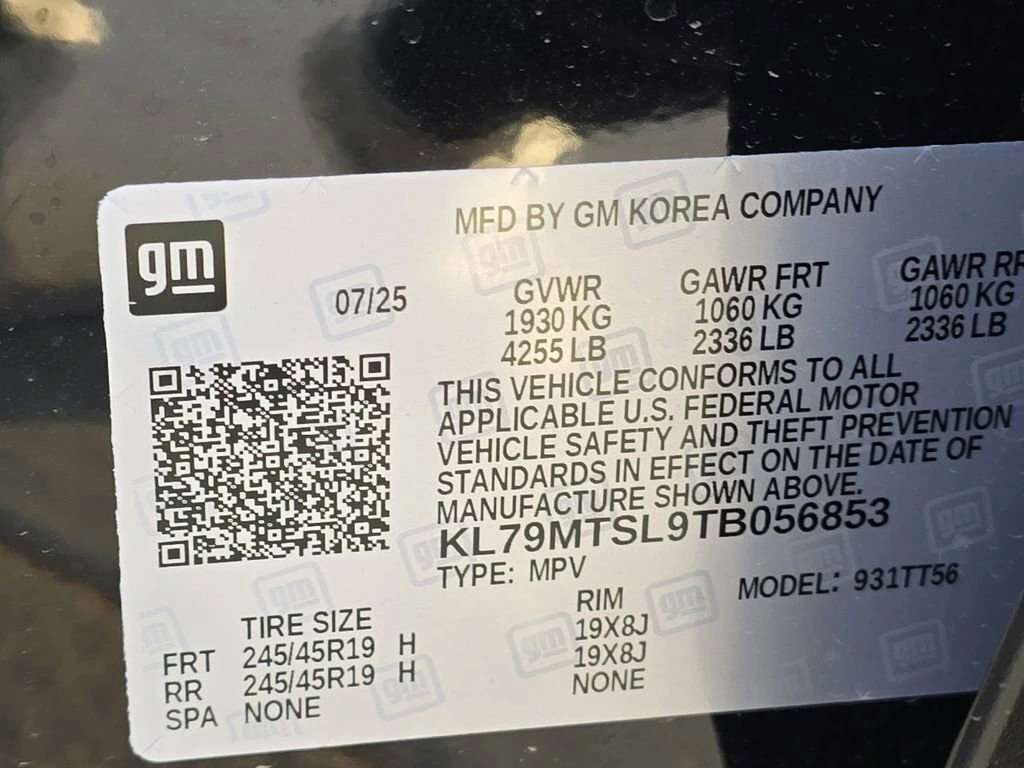 gm
MFD BY GM KOREA COMPANY
07/25
GVWR GAWR FRT GAWR RR
1930 KG 1060 KG 1060 KG
4255 LB 2336 LB 2336 LB
THIS VEHICLE CONFORMS TO ALL
APPLICABLE U.S. FEDERAL MOTOR
VEHICLE SAFETY AND THEFT PREVENTION
STANDARDS IN EFFECT ON THE DATE OF
MANUFACTURE SHOWN ABOVE.
KL79MTSL9TB056853
TYPE: MPV MODEL: 931TT56
TIRE SIZE RIM
FRT 245/45R19 H 19X8J
RR 245/45R19 H 19X8J
SPA NONE NONE